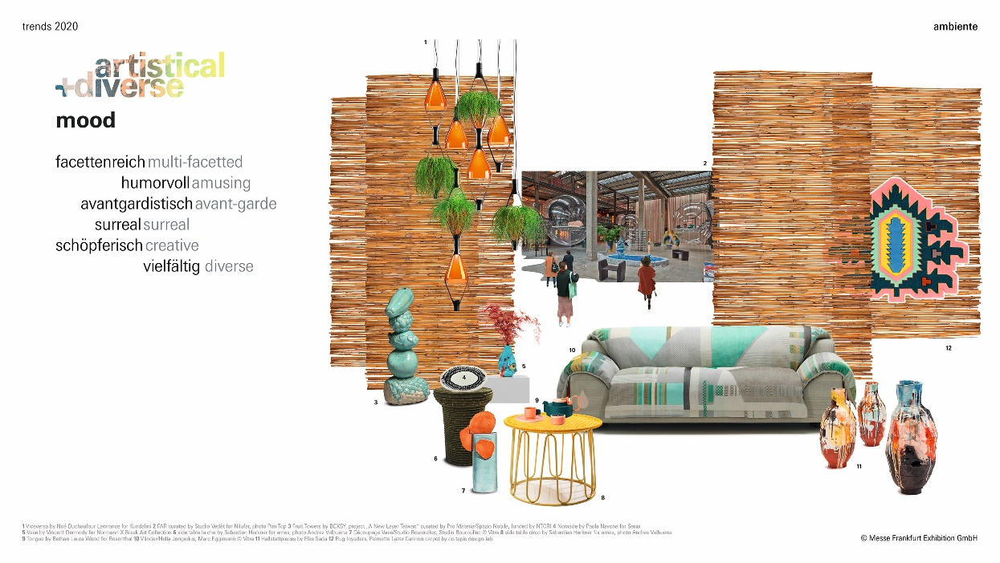 trends 2020
ambiente
artistical
+diverse
mood
facettenreich multi-facetted
humorvoll amusing
avantgardistisch avant-garde
surreal surreal
schöpferisch creative
vielfältig diverse
1
2
3
4
5
6
7
8
9
10
11
12
1 Viceversa by Noé Duchaufour Lawrance for Kundalini 2 FAR curated by Studio Vedèt for Nilufar, photo Pim Top 3 Fruit Towers by BOXSY, project „A New Layer Taiwan“ curated by Pro Materia/Spazio Nobile, funded by NTCRI 4 Nomade by Paola Navone for Serax
5 Vase by Vincent Dermody for Normann X Brask Art Collection 6 side table la che by Sebastian Herkner for ames, photo Andres Valbuena 7 Découpage Vase/Studio Bouroullec, Studio Bouroullec © Vitra 8 side table circo by Sebastian Herkner for ames, photo Andres Valbuena
9 Tongue by Bethan Laura Wood for Rosenthal 10 Vlinder/Hella Jongerius, Marc Eggimann © Vitra 11 Hallstattpieces by Elke Sada 12 Rug Invaders, Palmette Lazer Cannon carpet by cc-tapis design-lab
© Messe Frankfurt Exhibition GmbH